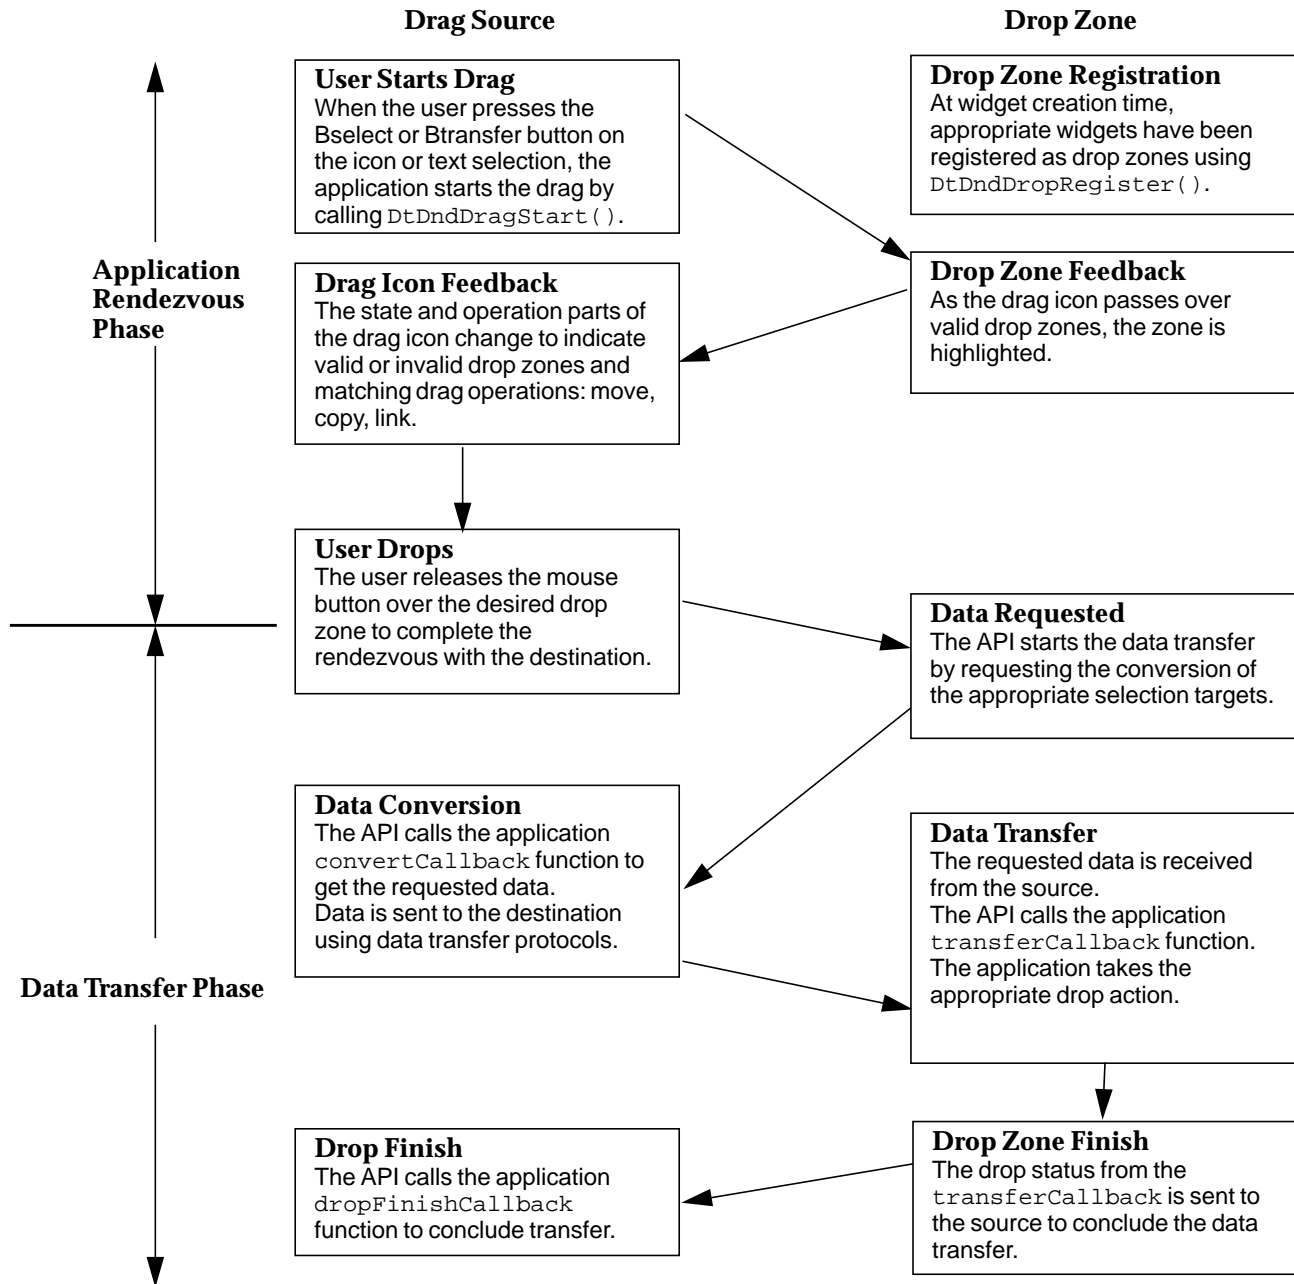 Drag Source
Drop Zone
User Starts Drag
When the user presses the
Bselect or Btransfer button on
the icon or text selection, the
application starts the drag by
calling DtDndDragStart().
Drop Zone Registration
At widget creation time,
appropriate widgets have been
registered as drop zones using
DtDndDropRegister().
Application
Rendezvous
Phase
Drag Icon Feedback
The state and operation parts of
the drag icon change to indicate
valid or invalid drop zones and
matching drag operations: move,
copy, link.
Drop Zone Feedback
As the drag icon passes over
valid drop zones, the zone is
highlighted.
User Drops
The user releases the mouse
button over the desired drop
zone to complete the
rendezvous with the destination.
Data Requested
The API starts the data transfer
by requesting the conversion of
the appropriate selection targets.
Data Conversion
The API calls the application
convertCallback function to
get the requested data.
Data is sent to the destination
using data transfer protocols.
Data Transfer
The requested data is received
from the source.
The API calls the application
transferCallback function.
The application takes the
appropriate drop action.
Data Transfer Phase
Drop Finish
The API calls the application
dropFinishCallback
function to conclude transfer.
Drop Zone Finish
The drop status from the
transferCallback is sent to
the source to conclude the data
transfer.